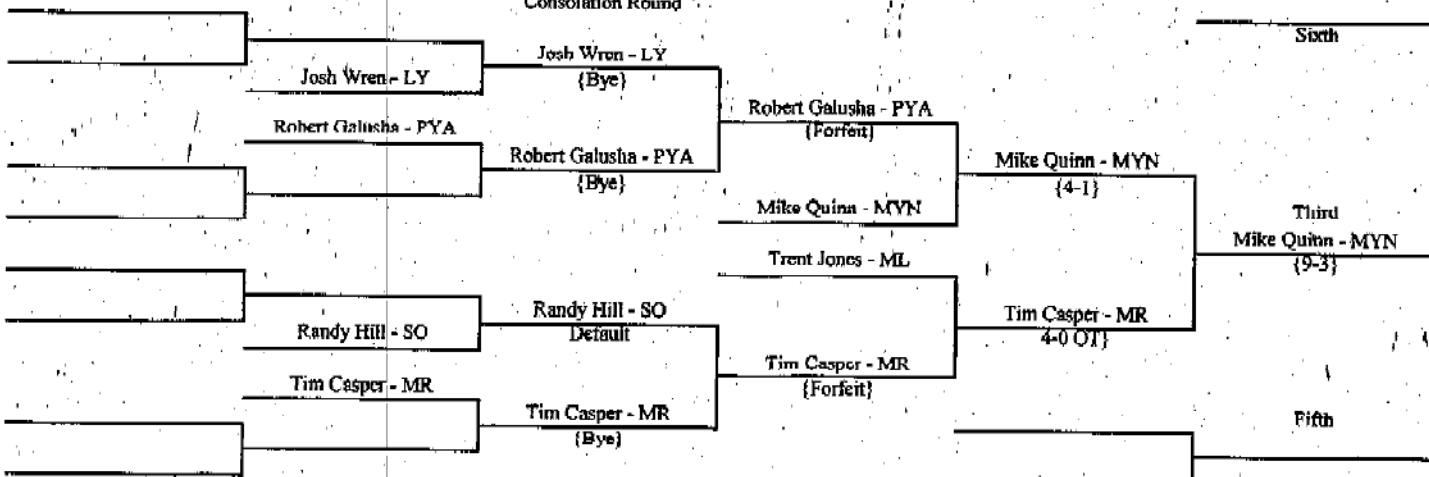 Consolation Round
Sixth
Josh Wren - LY
Josh Wren - LY
{Bye}
Robert Galusha - PYA
Robert Galusha - PYA
{Forfeit}
Robert Galusha - PYA
{Bye}
Mike Quinn - MYN
{4-1}
Mike Quinn - MYN
Third
Mike Quinn - MYN
{9-3}
Trent Jones - ML
Randy Hill - SO
Randy Hill - SO
Default
Tim Casper - MR
4-0 OT}
Tim Casper - MR
Tim Casper - MR
{Forfeit}
Tim Casper - MR
{Bye}
Fifth